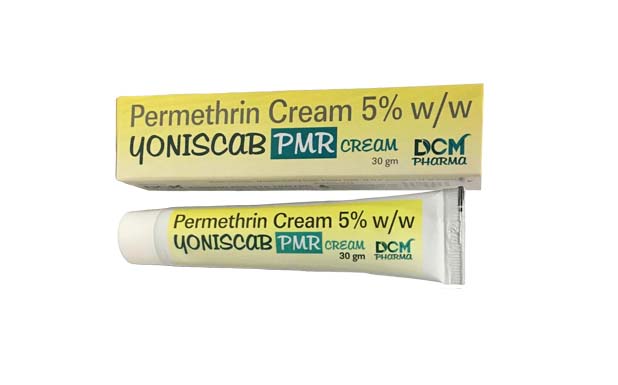 Permethrin Cream 5% w/w
YONISCAB PMR CREAM
30 gm
DCM
PHARMA
Permethrin Cream 5% w/w
YONISCAB PMR CREAM
30 gm
DCM
PHARMA